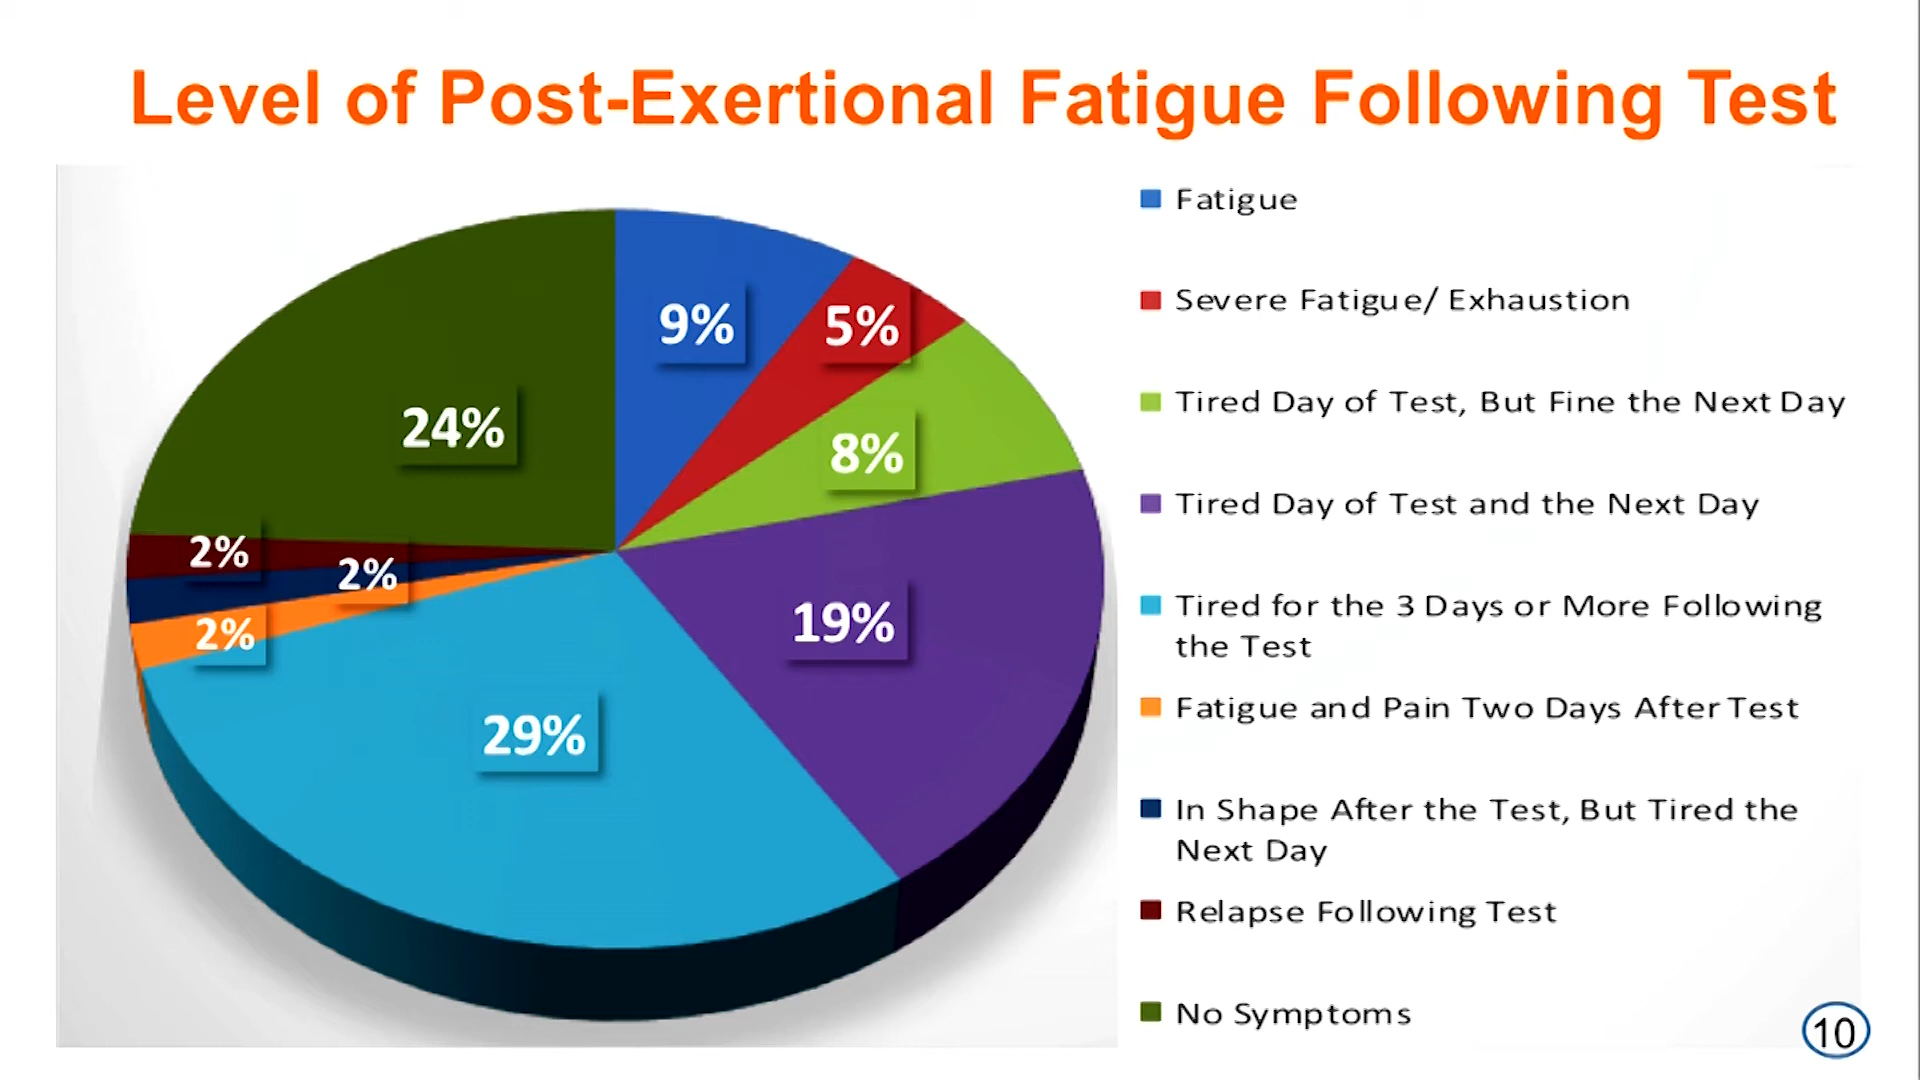 Level of Post-Exertional Fatigue Following Test
9%
5%
8%
19%
29%
2%
2%
2%
24%
Fatigue
Severe Fatigue/ Exhaustion
Tired Day of Test, But Fine the Next Day
Tired Day of Test and the Next Day
Tired for the 3 Days or More Following
the Test
Fatigue and Pain Two Days After Test
In Shape After the Test, But Tired the
Next Day
Relapse Following Test
No Symptoms
10